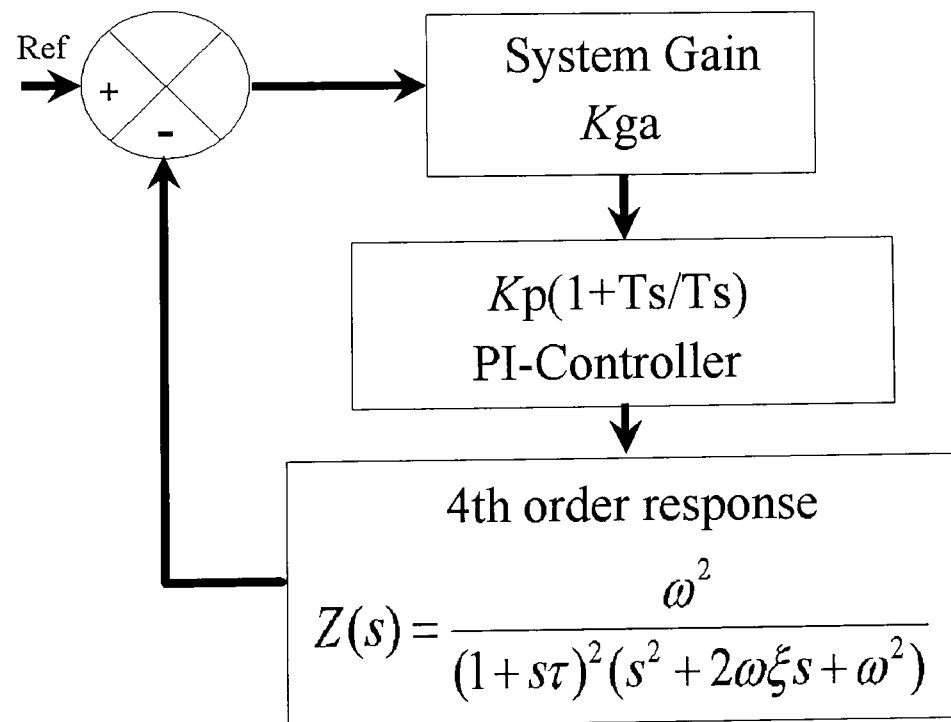 Ref
+
-
System Gain
Kga
Kp(1+Ts/Ts)
PI-Controller
4th order response
Z(s) = ω² / ((1+sτ)²(s²+2ωξs+ω²))